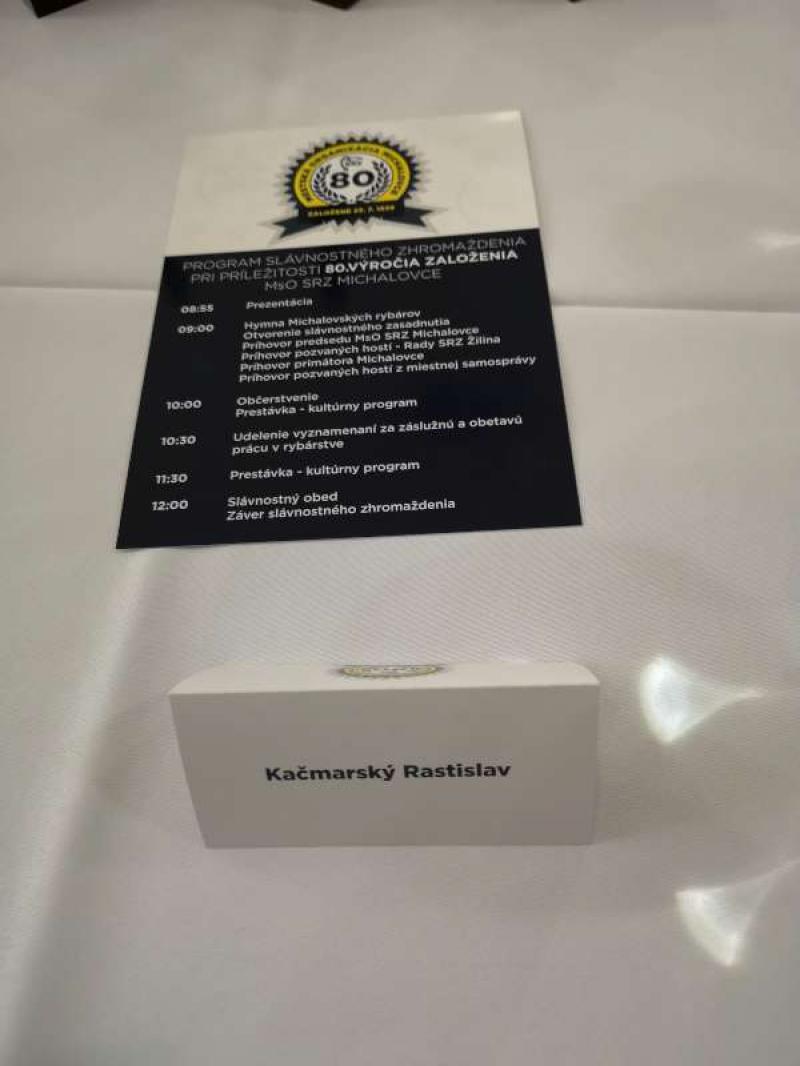 MESTSKÁ ORGANIZÁCIA MICHALOVCE
80
PROGRAM SLÁVNOSTNÉHO ZHROMAŽDENIA
PRI PRÍLEŽITOSTI 80.VÝROČIA ZALOŽENIA
MsO SRZ MICHALOVCE
08:55 Prezentácia
09:00 Hymna Michalovských rybárov
Otvorenie slávnostného zasadnutia
Príhovor predsedu MsO SRZ Michalovce
Príhovor pozvaných hostí - Rady SRZ Žilina
Príhovor primátora Michalovce
Príhovor pozvaných hostí z miestnej samosprávy
10:00 Občerstvenie
Prestávka - kultúrny program
10:30 Udelenie vyznamenaní za záslužnú a obetavú
prácu v rybárstve
11:30 Prestávka - kultúrny program
12:00 Slávnostný obed
Záver slávnostného zhromaždenia
Kačmarský Rastislav